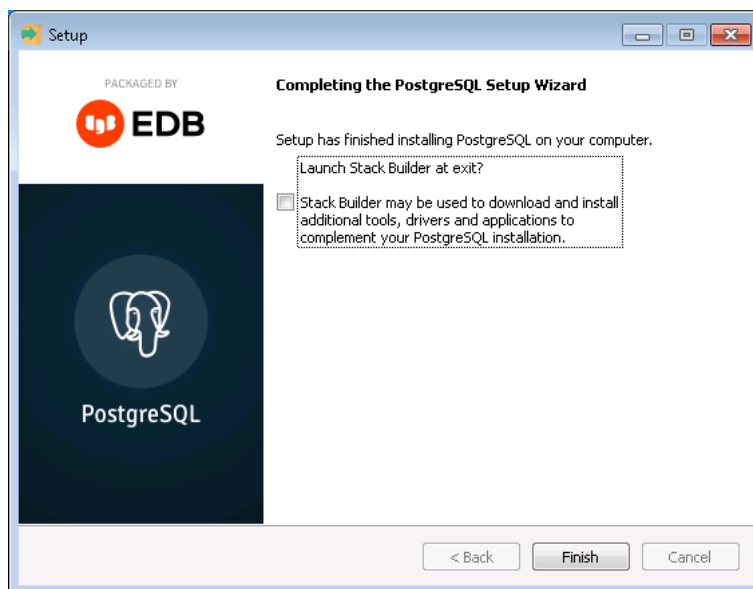 Setup
PACKAGED BY
EDB
Completing the PostgreSQL Setup Wizard
Setup has finished installing PostgreSQL on your computer.
Launch Stack Builder at exit?
Stack Builder may be used to download and install
additional tools, drivers and applications to
complement your PostgreSQL installation.
PostgreSQL
< Back
Finish
Cancel